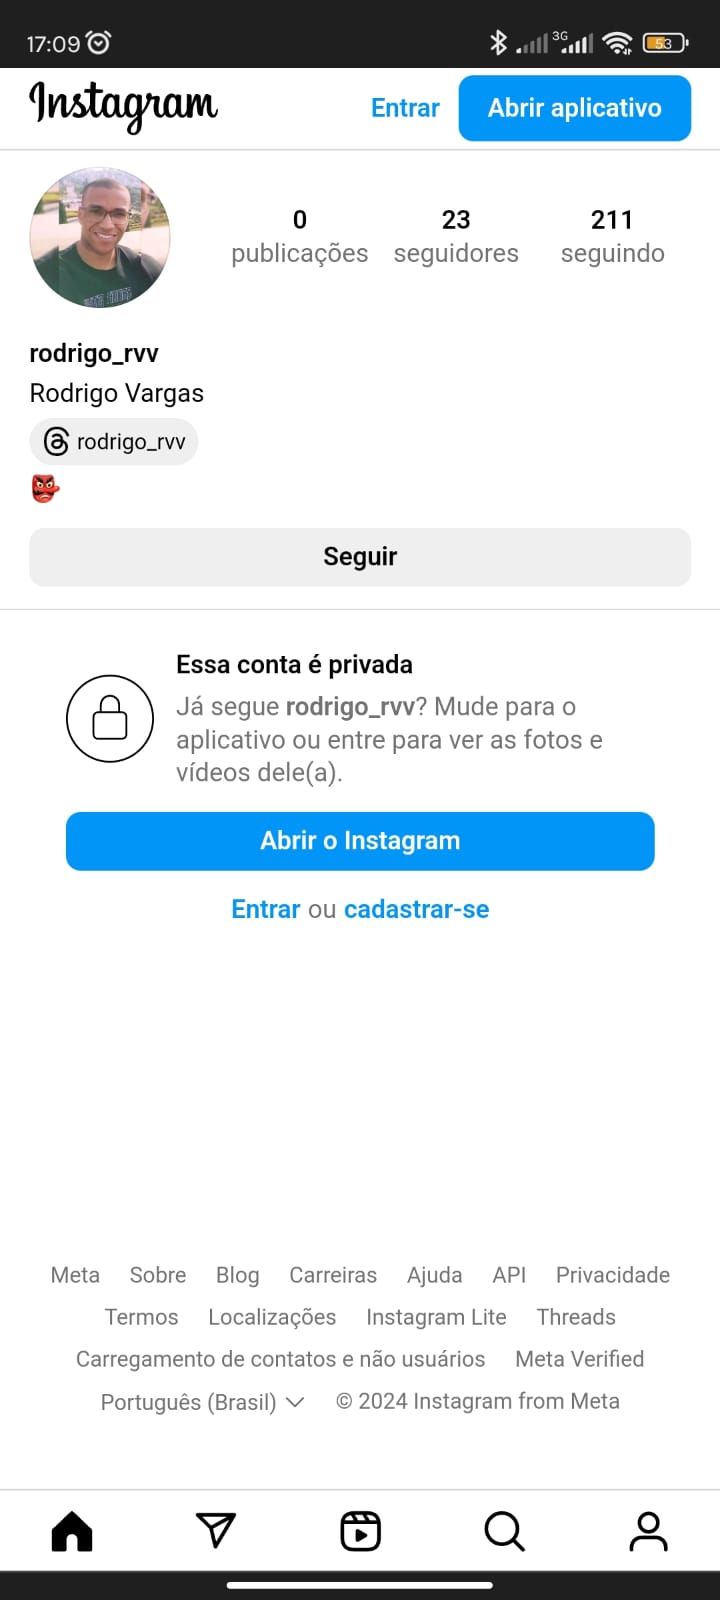 17:09
3G
53
Instagram
Entrar
Abrir aplicativo
0
publicações
23
seguidores
211
seguindo
rodrigo_rvv
Rodrigo Vargas
rodrigo_rvv
Seguir
Essa conta é privada
Já segue rodrigo_rvv? Mude para o
aplicativo ou entre para ver as fotos e
vídeos dele(a).
Abrir o Instagram
Entrar ou cadastrar-se
Meta Sobre Blog Carreiras Ajuda API Privacidade
Termos Localizações Instagram Lite Threads
Carregamento de contatos e não usuários Meta Verified
Português (Brasil) © 2024 Instagram from Meta